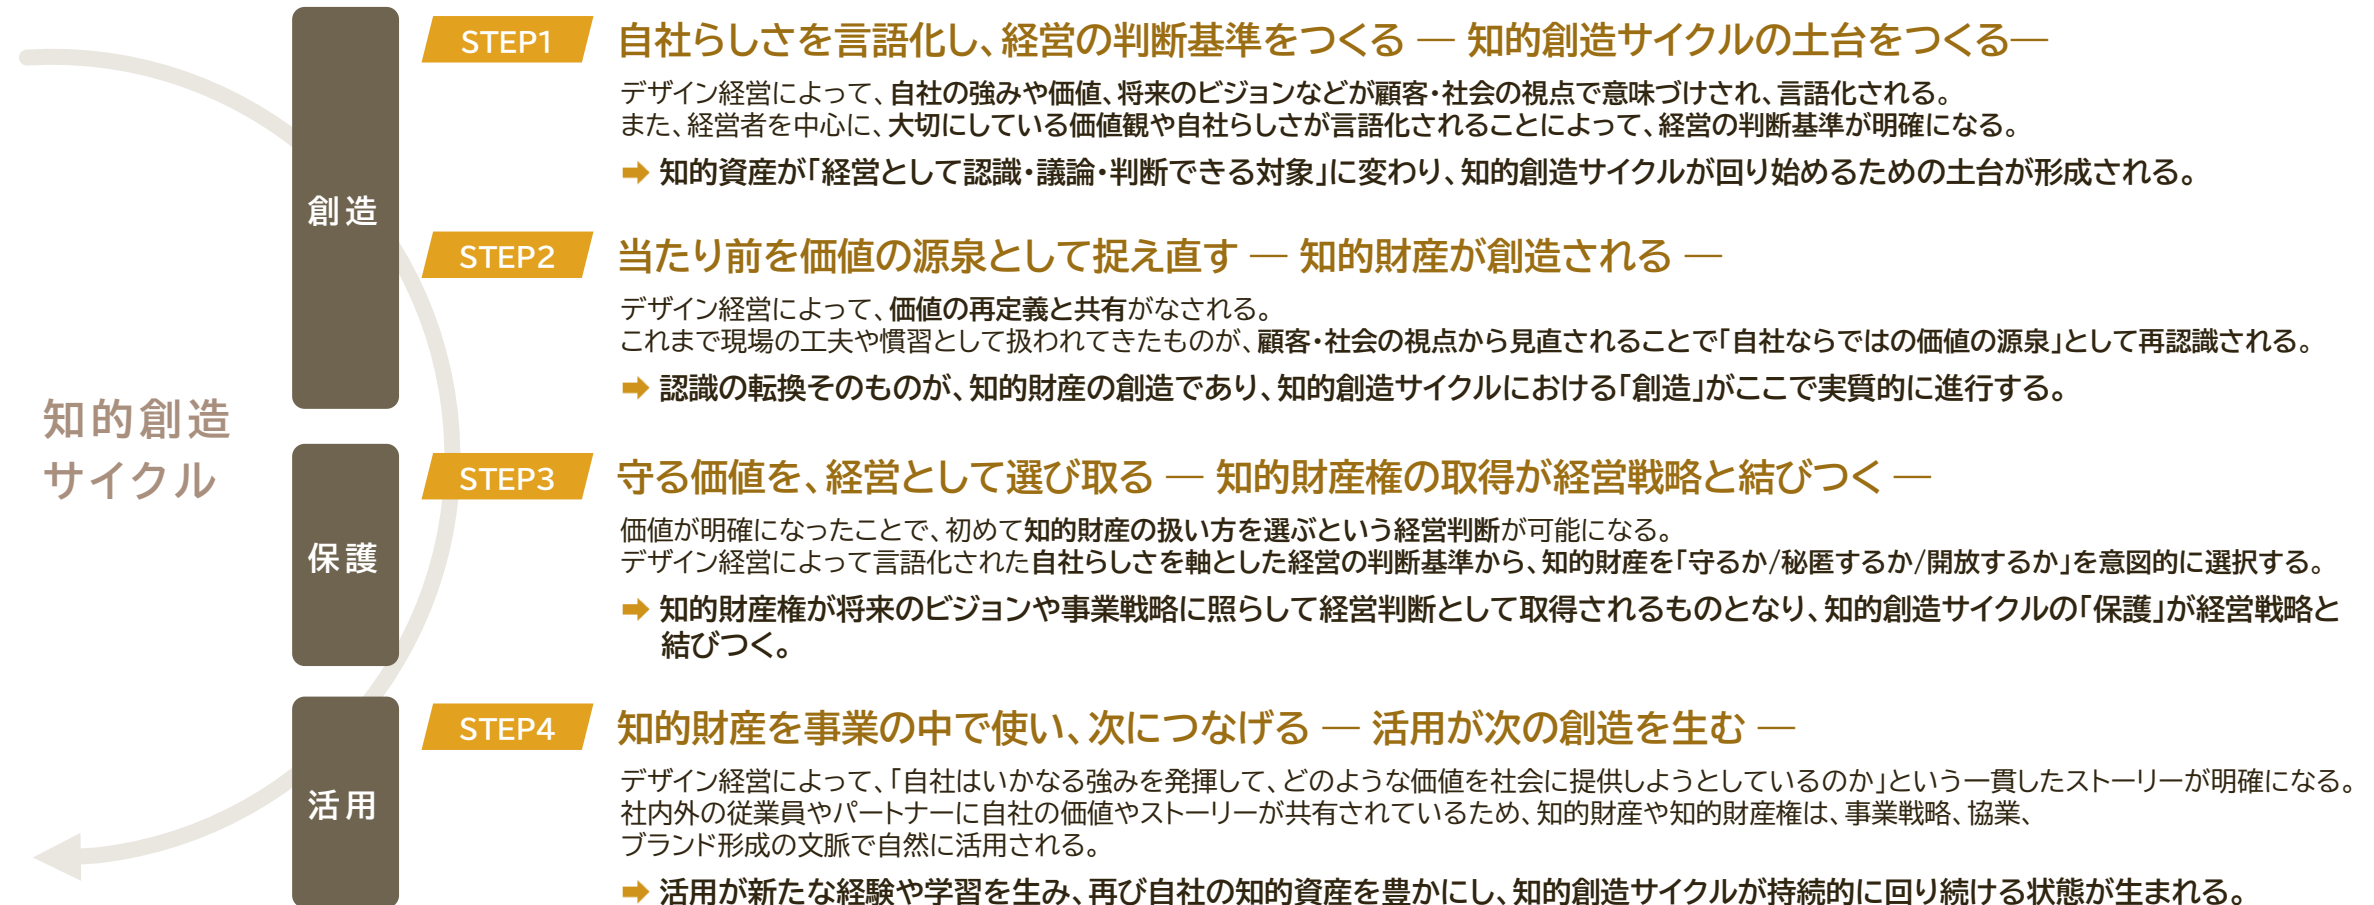 知的創造
サイクル
創造
STEP1
自社らしさを言語化し、経営の判断基準をつくる ― 知的創造サイクルの土台をつくる―
デザイン経営によって、自社の強みや価値、将来のビジョンなどが顧客・社会の視点で意味づけされ、言語化される。
また、経営者を中心に、大切にしている価値観や自社らしさが言語化されることによって、経営の判断基準が明確になる。
➡ 知的資産が「経営として認識・議論・判断できる対象」に変わり、知的創造サイクルが回り始めるための土台が形成される。
STEP2
当たり前を価値の源泉として捉え直す ― 知的財産が創造される ―
デザイン経営によって、価値の再定義と共有がなされる。
これまで現場の工夫や慣習として扱われてきたものが、顧客・社会の視点から見直されることで「自社ならではの価値の源泉」として再認識される。
➡ 認識の転換そのものが、知的財産の創造であり、知的創造サイクルにおける「創造」がここで実質的に進行する。
保護
STEP3
守る価値を、経営として選び取る ― 知的財産権の取得が経営戦略と結びつく ―
価値が明確になったことで、初めて知的財産の扱い方を選ぶという経営判断が可能になる。
デザイン経営によって言語化された自社らしさを軸とした経営の判断基準から、知的財産を「守るか/秘匿するか/開放するか」を意図的に選択する。
➡ 知的財産権が将来のビジョンや事業戦略に照らして経営判断として取得されるものとなり、知的創造サイクルの「保護」が経営戦略と
結びつく。
活用
STEP4
知的財産を事業の中で使い、次につなげる ― 活用が次の創造を生む ―
デザイン経営によって、「自社はいかなる強みを発揮して、どのような価値を社会に提供しようとしているのか」という一貫したストーリーが明確になる。
社内外の従業員やパートナーに自社の価値やストーリーが共有されているため、知的財産や知的財産権は、事業戦略、協業、
ブランド形成の文脈で自然に活用される。
➡ 活用が新たな経験や学習を生み、再び自社の知的資産を豊かにし、知的創造サイクルが持続的に回り続ける状態が生まれる。